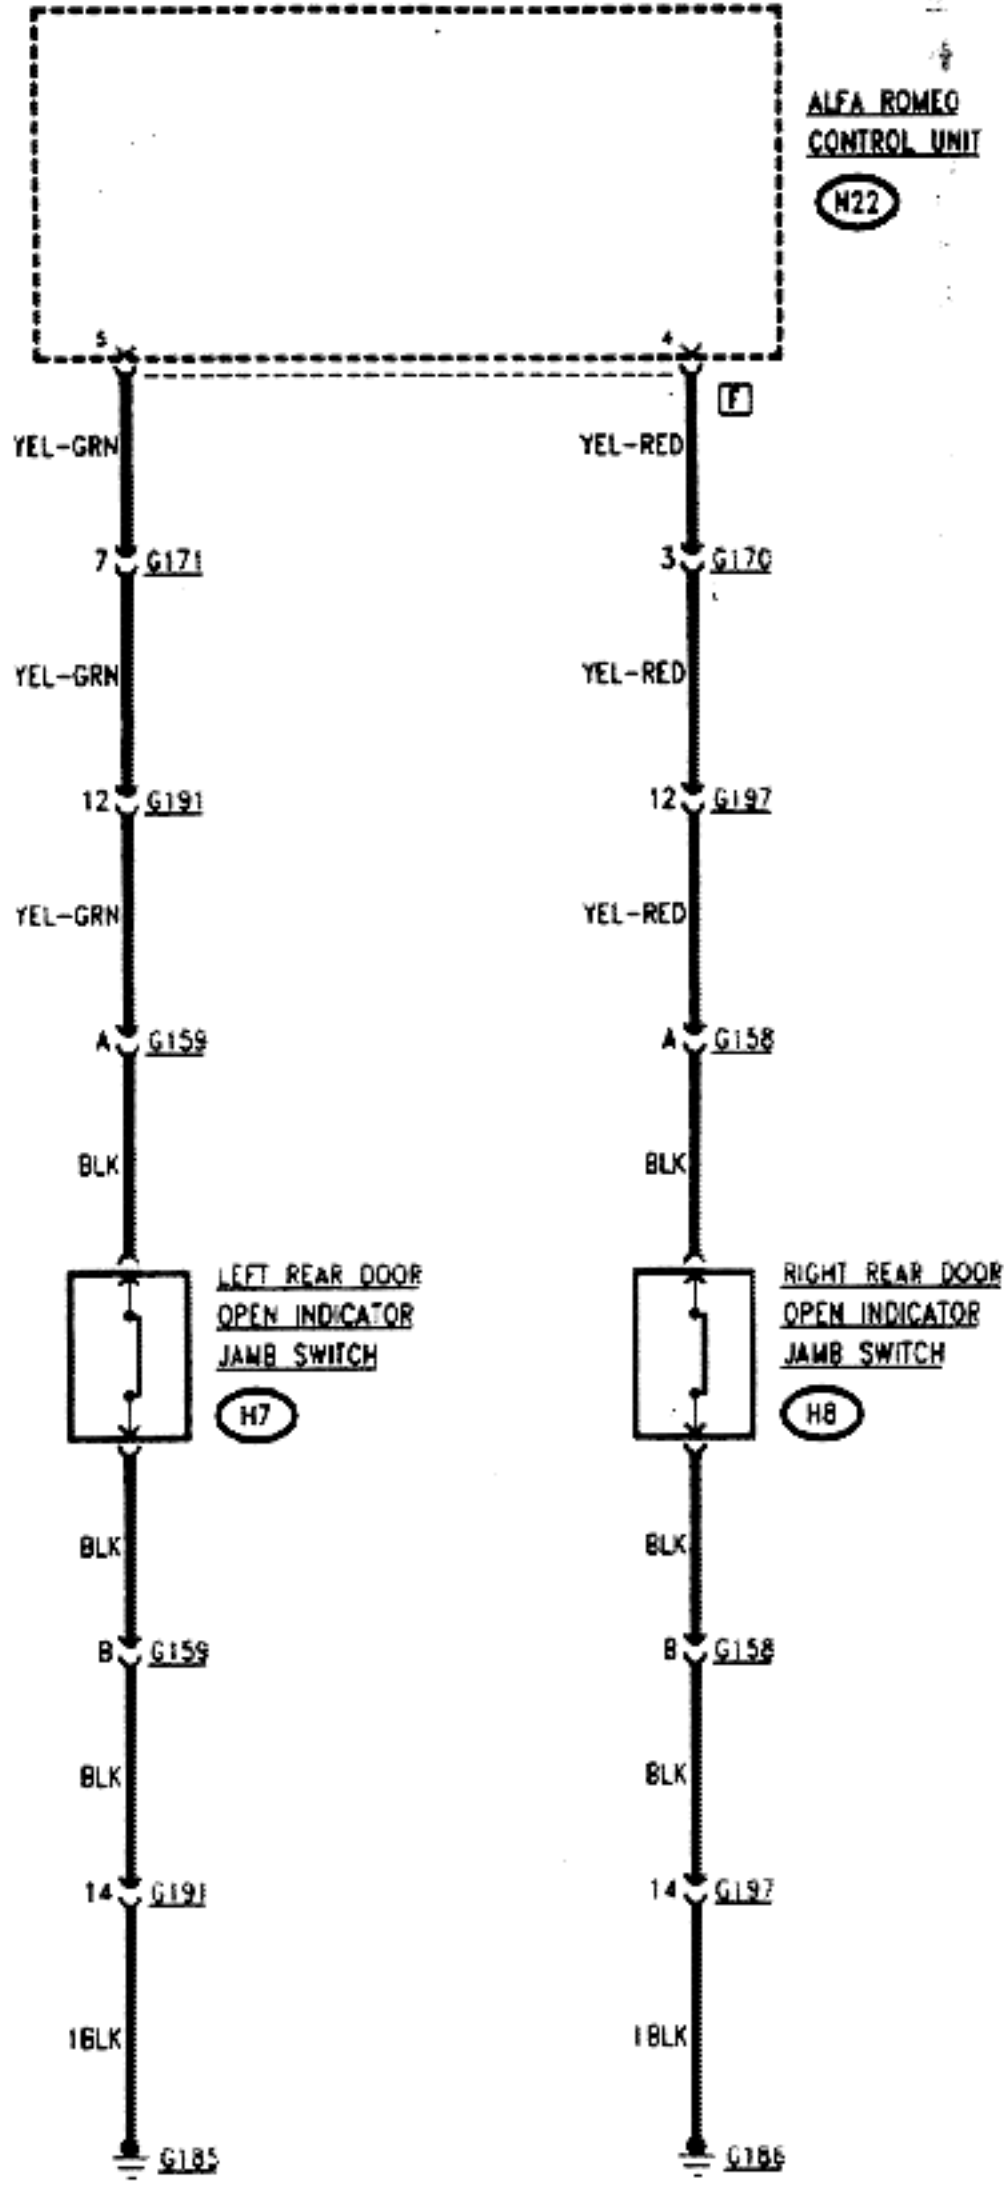 ALFA ROMEO
CONTROL UNIT
N22
5
4
F
YEL-GRN
YEL-RED
7 G171
3 G170
YEL-GRN
YEL-RED
12 G191
12 G197
YEL-GRN
YEL-RED
A G159
A G158
BLK
BLK
LEFT REAR DOOR
OPEN INDICATOR
JAMB SWITCH
H7
RIGHT REAR DOOR
OPEN INDICATOR
JAMB SWITCH
H8
BLK
BLK
B G159
B G158
BLK
BLK
14 G191
14 G197
1BLK
1BLK
G185
G186